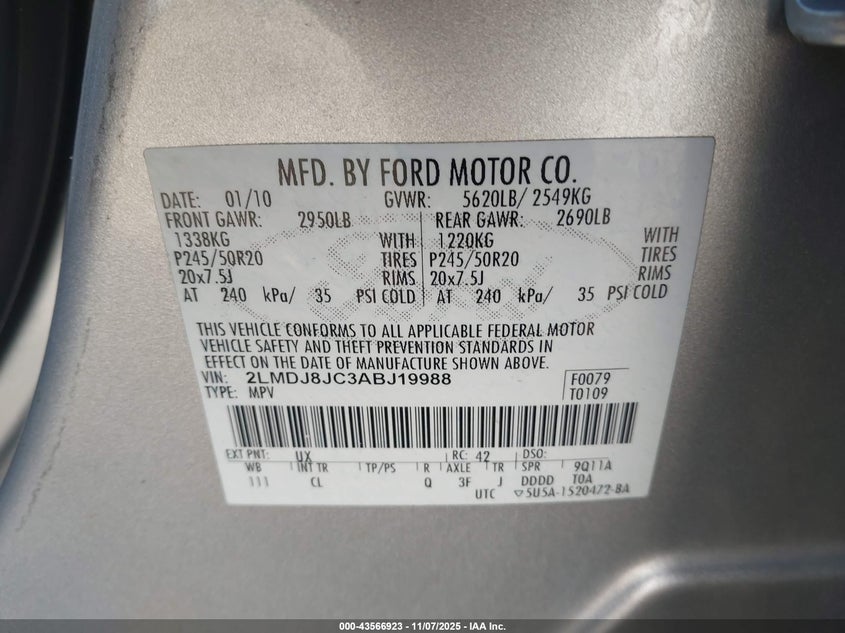 MFD. BY FORD MOTOR CO.
DATE: 01/10 GVWR: 5620LB/ 2549KG
FRONT GAWR: 2950LB REAR GAWR: 2690LB
1338KG WITH 1220KG WITH
P245/50R20 TIRES P245/50R20 TIRES
20x7.5J RIMS 20x7.5J RIMS
AT 240 kPa/ 35 PSI COLD AT 240 kPa/ 35 PSI COLD
THIS VEHICLE CONFORMS TO ALL APPLICABLE FEDERAL MOTOR
VEHICLE SAFETY AND THEFT PREVENTION STANDARDS IN
EFFECT ON THE DATE OF MANUFACTURE SHOWN ABOVE.
VIN: 2LMDJ8JC3ABJ19988 F0079
TYPE: MPV T0109
EXT PNT: UX RC: 42 DSO:
WB INT TR TP/PS R AXLE TR SPR 9Q11A
111 CL Q 3F J DDDD T0A
UTC ▽5U5A-1520472-BA
000-43566923 - 11/07/2025 - IAA Inc.